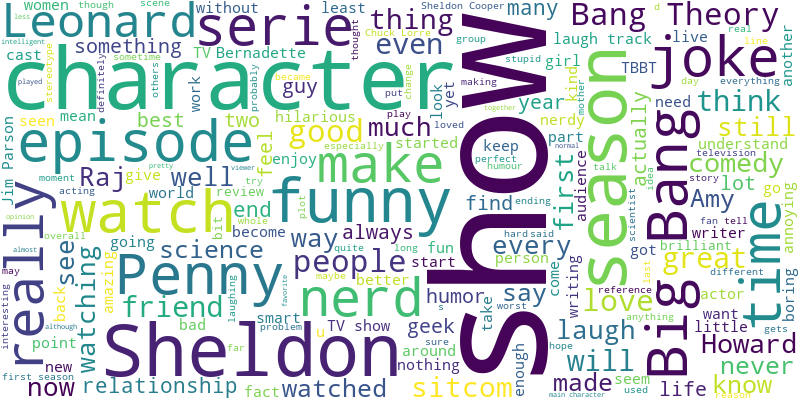 women
though
scene
less
Leonard
intelligent
serie
without
least
Sheldon Cooper
many
Bang Theory
something
TV
Bernadette
Chuck Lorre
thing
group
laugh track
live
another
cast
stereotype
definitely
sometime
played
others
work
guy
probably
became
thought
even
stupid
look
yet
girl
kind
TBBT
real
line
day
everything
joke
character
put
change
making
play
loved
year
nerdy
mother
need
think
seen
mean
best
two
hilarious
especially
started
show
together
part
season
actually
still
Jim Parson
episode
feel
good
much
keep
perfect
humour
normal
understand
television
comedy
moment
pretty
viewer
enjoy
make
first
audience
talk
idea
story
acting
try
Raj
give
well
review
world
plot
funny
find
ending
Amy
lot
go
annoying
really
opinion
watch
bit
end
become
whole
way
always
hard
said
every
scientist
Big Bang
fan
tell
writer
time
overall
see
going
science
quite
long
fun
person
got
brilliant
almost
people
start
come
writing
great
different
boring
may
interesting
back
watching
amazing
Penny
laughing
maybe
better
humor
s
say
reference
last
actor
friend
favorite
nerd
take
love
although
smart
problem
worst
anything
want
gets
point
bad
u
TV show
geek
sure
laugh
little
Sheldon
far
around
nothing
enough
hope
will
Howard
new
seem
never
first season
now
relationship
fact
watched
sitcom
made
used
life
know
main character
reason